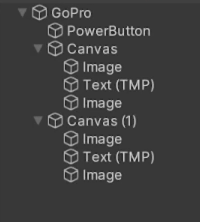 GoPro
PowerButton
Canvas
Image
Text (TMP)
Image
Canvas (1)
Image
Text (TMP)
Image